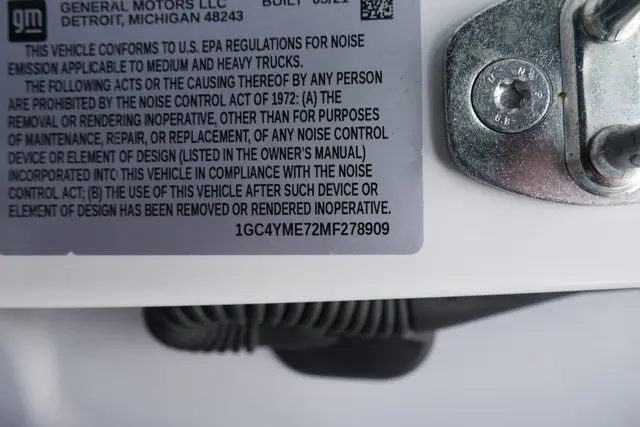 gm
GENERAL MOTORS LLC BUILT 05/21
DETROIT, MICHIGAN 48243
THIS VEHICLE CONFORMS TO U.S. EPA REGULATIONS FOR NOISE
EMISSION APPLICABLE TO MEDIUM AND HEAVY TRUCKS.
THE FOLLOWING ACTS OR THE CAUSING THEREOF BY ANY PERSON
ARE PROHIBITED BY THE NOISE CONTROL ACT OF 1972: (A) THE
REMOVAL OR RENDERING INOPERATIVE, OTHER THAN FOR PURPOSES
OF MAINTENANCE, REPAIR, OR REPLACEMENT, OF ANY NOISE CONTROL
DEVICE OR ELEMENT OF DESIGN (LISTED IN THE OWNER'S MANUAL)
INCORPORATED INTO THIS VEHICLE IN COMPLIANCE WITH THE NOISE
CONTROL ACT; (B) THE USE OF THIS VEHICLE AFTER SUCH DEVICE OR
ELEMENT OF DESIGN HAS BEEN REMOVED OR RENDERED INOPERATIVE.
1GC4YME72MF278909